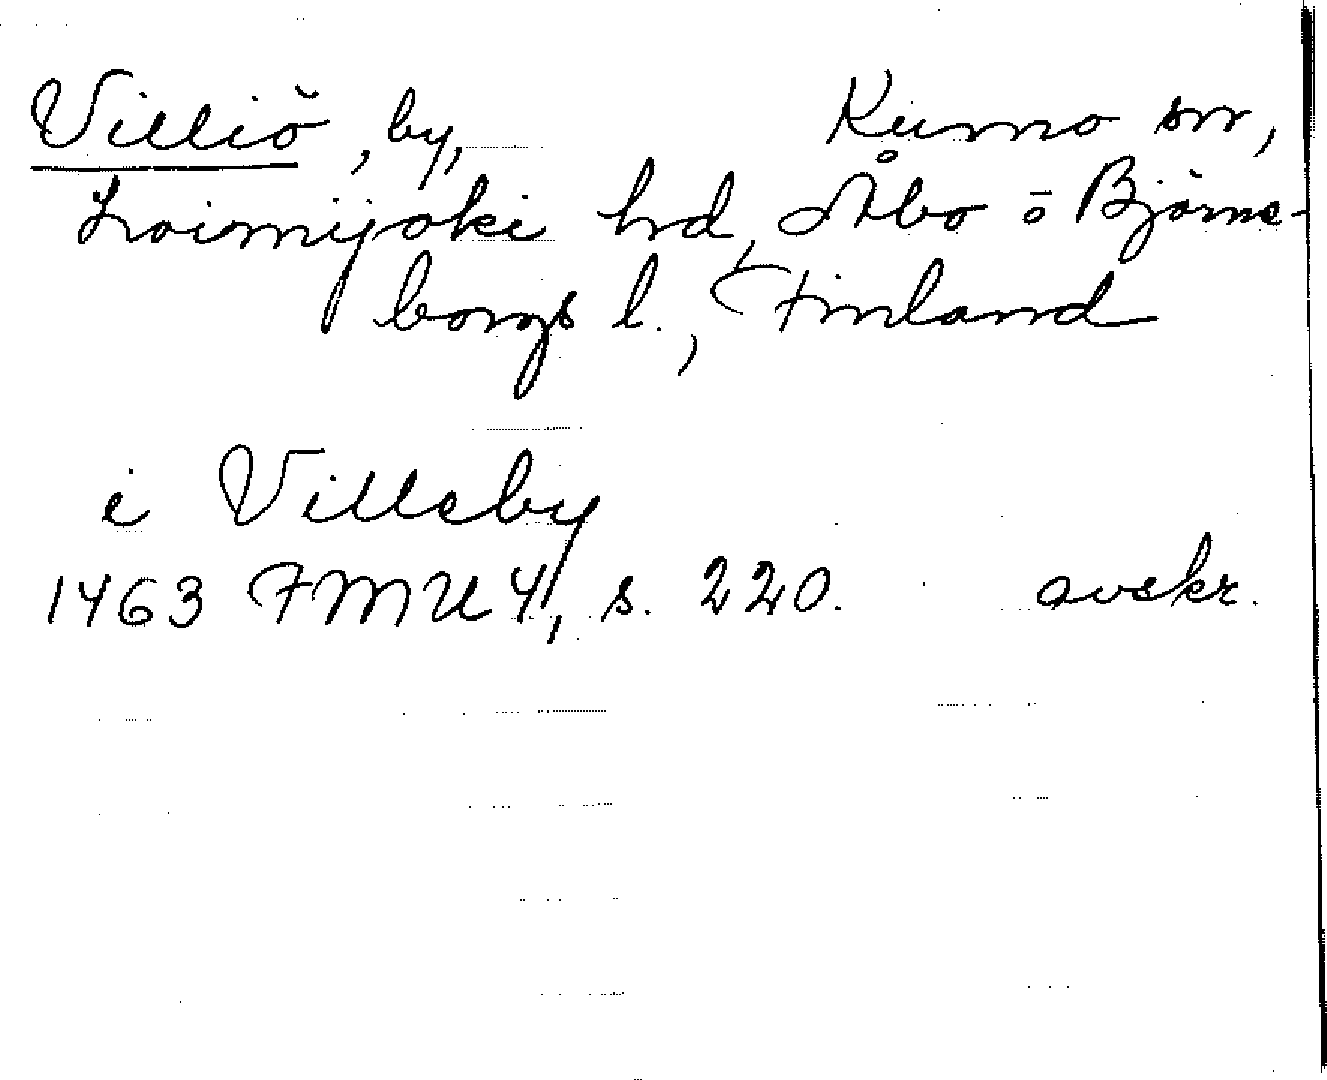 Villiö, by, Kumo sn,
Loimijoki hd, Åbo o Björne-
borgs l., Finland
i Villeby
1463 FMU 4, s. 220. avskr.